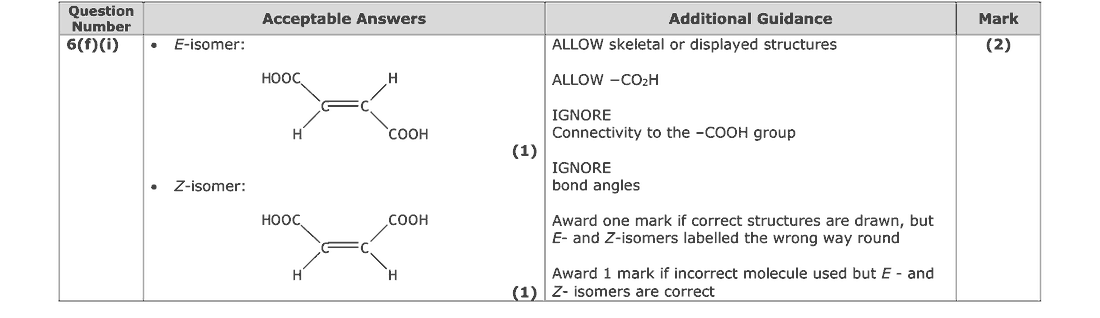 Question Number
Acceptable Answers
Additional Guidance
Mark
6(f)(i)
• E-isomer:
HOOC
H
C
C
H
COOH
(1)
• Z-isomer:
HOOC
COOH
C
C
H
H
(1)
ALLOW skeletal or displayed structures
ALLOW –CO₂H
IGNORE
Connectivity to the –COOH group
IGNORE
bond angles
Award one mark if correct structures are drawn, but
E- and Z-isomers labelled the wrong way round
Award 1 mark if incorrect molecule used but E - and
Z- isomers are correct
(2)